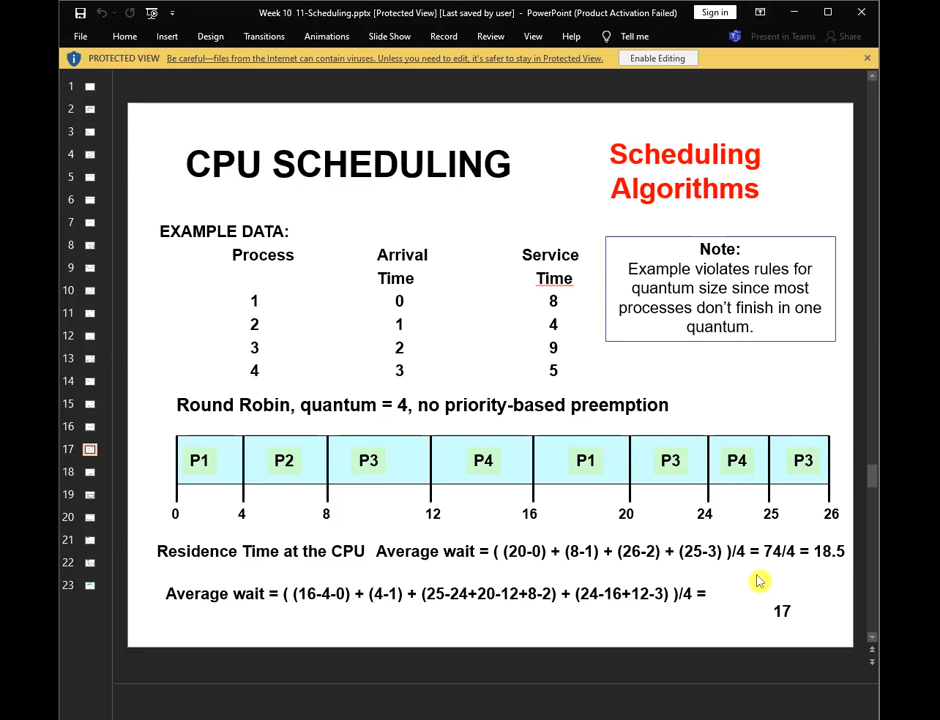 Week 10 11-Scheduling.pptx [Protected View] [Last saved by user] - PowerPoint (Product Activation Failed) Sign in
File Home Insert Design Transitions Animations Slide Show Record Review View Help Tell me Present in Teams Share
PROTECTED VIEW Be careful—files from the Internet can contain viruses. Unless you need to edit, it's safer to stay in Protected View. Enable Editing
1
2
3
4
5
6
7
8
9
10
11
12
13
14
15
16
17
18
19
20
21
22
23
CPU SCHEDULING
Scheduling
Algorithms
EXAMPLE DATA:
Process Arrival Service
Time Time
1 0 8
2 1 4
3 2 9
4 3 5
Note:
Example violates rules for
quantum size since most
processes don't finish in one
quantum.
Round Robin, quantum = 4, no priority-based preemption
P1 P2 P3 P4 P1 P3 P4 P3
0 4 8 12 16 20 24 25 26
Residence Time at the CPU Average wait = ( (20-0) + (8-1) + (26-2) + (25-3) )/4 = 74/4 = 18.5
Average wait = ( (16-4-0) + (4-1) + (25-24+20-12+8-2) + (24-16+12-3) )/4 =
17